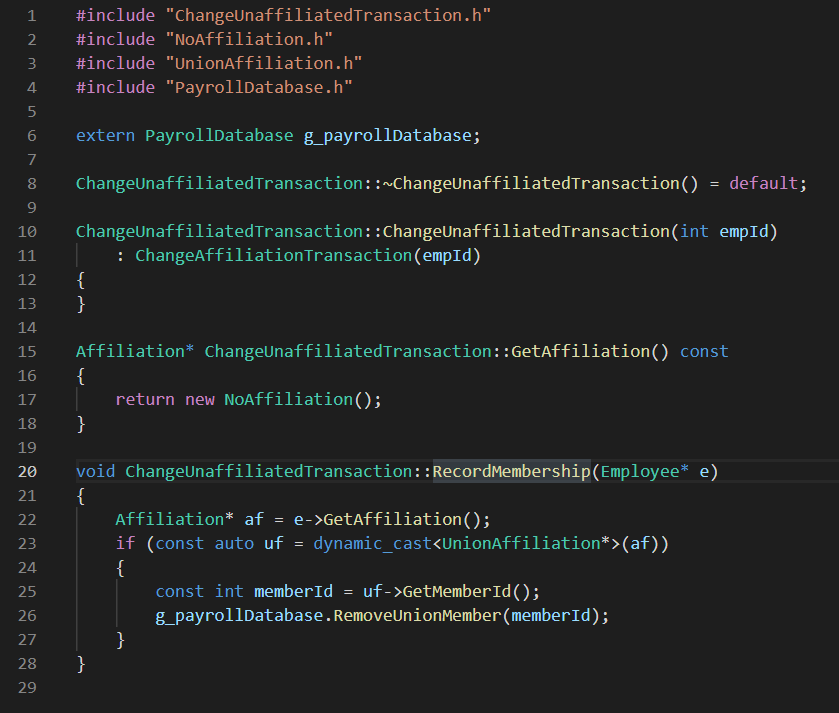 1 #include "ChangeUnaffiliatedTransaction.h"
2 #include "NoAffiliation.h"
3 #include "UnionAffiliation.h"
4 #include "PayrollDatabase.h"
5
6 extern PayrollDatabase g_payrollDatabase;
7
8 ChangeUnaffiliatedTransaction::~ChangeUnaffiliatedTransaction() = default;
9
10 ChangeUnaffiliatedTransaction::ChangeUnaffiliatedTransaction(int empId)
11     : ChangeAffiliationTransaction(empId)
12 {
13 }
14
15 Affiliation* ChangeUnaffiliatedTransaction::GetAffiliation() const
16 {
17     return new NoAffiliation();
18 }
19
20 void ChangeUnaffiliatedTransaction::RecordMembership(Employee* e)
21 {
22     Affiliation* af = e->GetAffiliation();
23     if (const auto uf = dynamic_cast<UnionAffiliation*>(af))
24     {
25         const int memberId = uf->GetMemberId();
26         g_payrollDatabase.RemoveUnionMember(memberId);
27     }
28 }
29